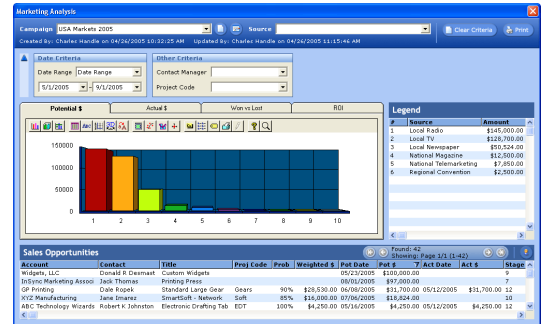 Marketing Analysis
Campaign USA Markets 2005 Source Clear Criteria Print
Created By: Charles Handle on 04/26/2005 10:32:25 AM Updated By: Charles Handle on 04/26/2005 11:15:46 AM
Date Criteria Other Criteria
Date Range Date Range Contact Manager
5/1/2005 - 9/1/2005 Project Code
Potential $ Actual $ Won vs Lost ROI
Legend
# Source Amount
1 Local Radio $145,000.00
2 Local TV $128,700.00
3 Local Newspaper $50,524.00
4 National Magazine $12,500.00
5 National Telemarketing $7,850.00
6 Regional Convention $2,500.00
150000
100000
50000
0
1 2 3 4 5 6 7 8 9 10
Sales Opportunities Found: 42
Showing: Page 1/1 (1-42)
Account Contact Title Proj Code Prob Weighted $ Pot Date Pot $ Act Date Act $ Stage
Widgets, LLC Donald R Desmast Custom Widgets 05/23/2005 $100,000.00 9
InSync Marketing Associ Jack Thomas Printing Press 08/01/2005 $97,000.00 7
GP Printing Dale Ropek Standard Large Gear Gears 90% $28,530.00 06/08/2005 $31,700.00 05/12/2005 $31,700.00 12
XYZ Manufacturing Jane Imarez SmartSoft - Network Soft 85% $16,000.00 07/06/2005 $18,824.00 10
ABC Technology Wizards Robert K Johnston Electronic Drafting Tab EDT 100% $4,250.00 05/16/2005 $4,250.00 05/12/2005 $4,250.00 12